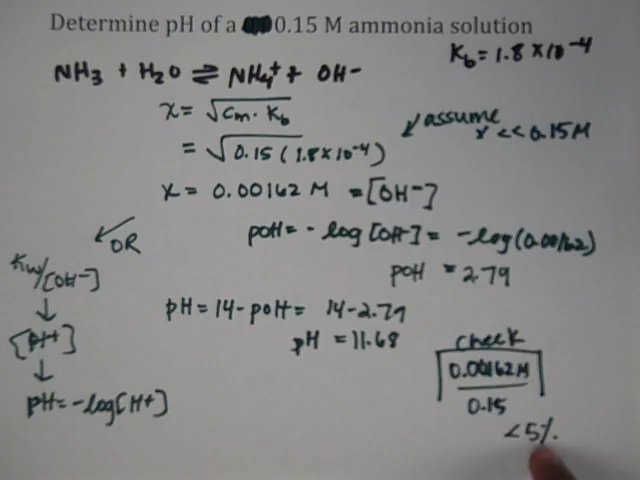 Determine pH of a 0.15 M ammonia solution
Kb = 1.8 x 10-4
NH3 + H2O ⇌ NH4+ + OH-
x = √Cm · Kb
= √0.15 (1.8 x 10-4)
assume
x << 0.15M
x = 0.00162 M = [OH-]
pOH = - log [OH-] = -log(0.00162)
pOH = 2.79
OR
Kw/[OH-]
↓
[H+]
↓
pH = -log[H+]
pH = 14 - pOH = 14 - 2.79
pH = 11.68
check
0.00162 M
0.15
< 5%